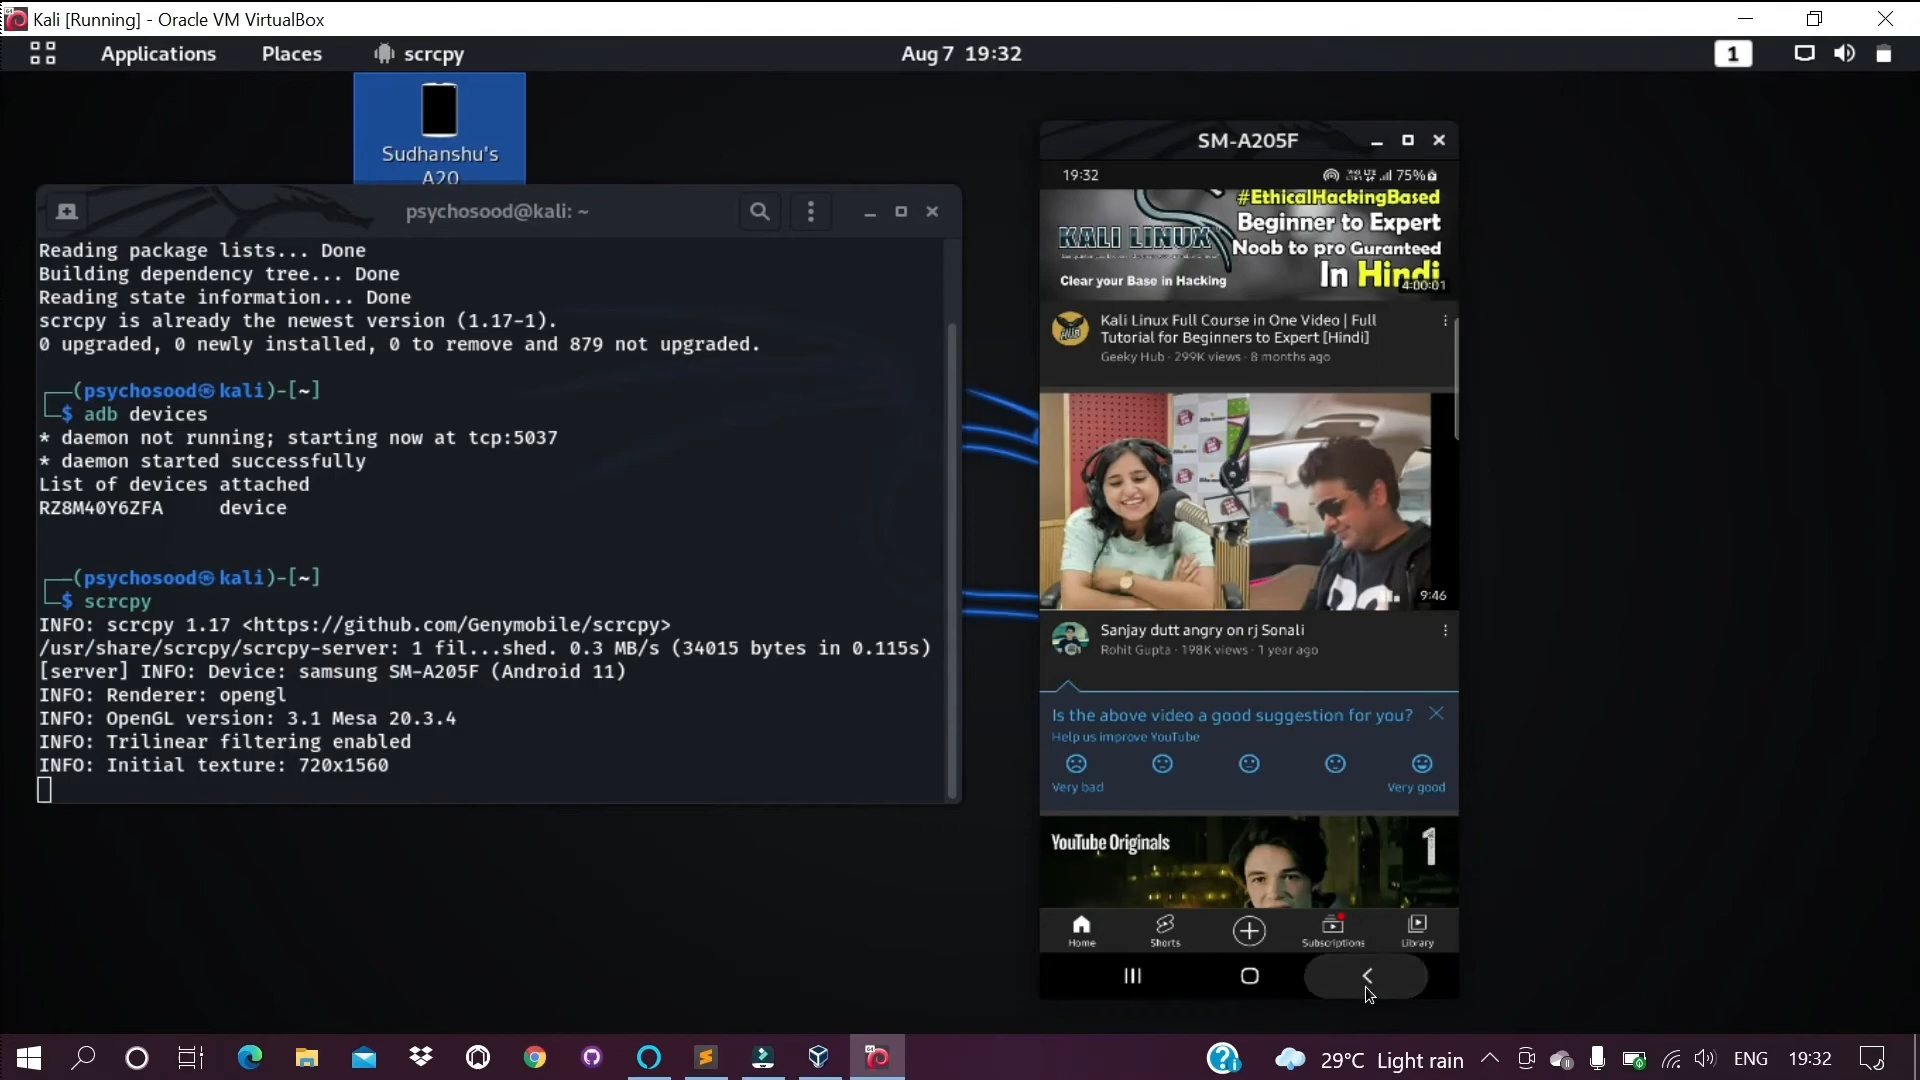 Kali [Running] - Oracle VM VirtualBox
Applications Places scrcpy Aug 7 19:32 1
Sudhanshu's
A20
psychosood@kali: ~
Reading package lists... Done
Building dependency tree... Done
Reading state information... Done
scrcpy is already the newest version (1.17-1).
0 upgraded, 0 newly installed, 0 to remove and 879 not upgraded.
┌──(psychosood㉿kali)-[~]
└─$ adb devices
* daemon not running; starting now at tcp:5037
* daemon started successfully
List of devices attached
RZ8M40Y6ZFA device
┌──(psychosood㉿kali)-[~]
└─$ scrcpy
INFO: scrcpy 1.17 <https://github.com/Genymobile/scrcpy>
/usr/share/scrcpy/scrcpy-server: 1 fil...shed. 0.3 MB/s (34015 bytes in 0.115s)
[server] INFO: Device: samsung SM-A205F (Android 11)
INFO: Renderer: opengl
INFO: OpenGL version: 3.1 Mesa 20.3.4
INFO: Trilinear filtering enabled
INFO: Initial texture: 720x1560
SM-A205F
19:32 75%
#EthicalHackingBased
Beginner to Expert
KALI LINUX
Noob to pro Guranteed
In Hindi
Clear your Base in Hacking
4:00:01
Kali Linux Full Course in One Video | Full
Tutorial for Beginners to Expert [Hindi]
Geeky Hub · 299K views · 8 months ago
9:46
Sanjay dutt angry on rj Sonali
Rohit Gupta · 198K views · 1 year ago
Is the above video a good suggestion for you?
Help us improve YouTube
Very bad Very good
YouTube Originals 1
Home Shorts Subscriptions Library
29°C Light rain ENG 19:32